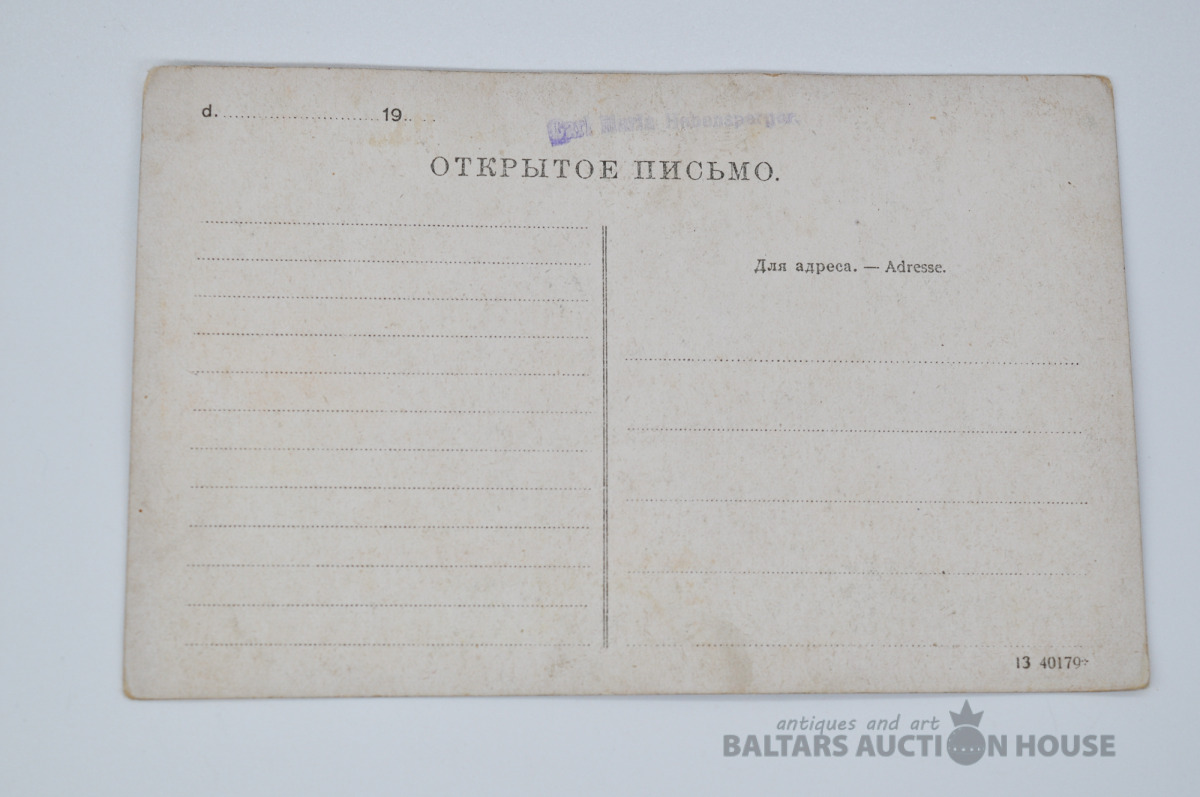 d. 19
ОТКРЫТОЕ ПИСЬМО.
Для адреса. — Adresse.
13 40179
antiques and art
BALTARS AUCTION HOUSE